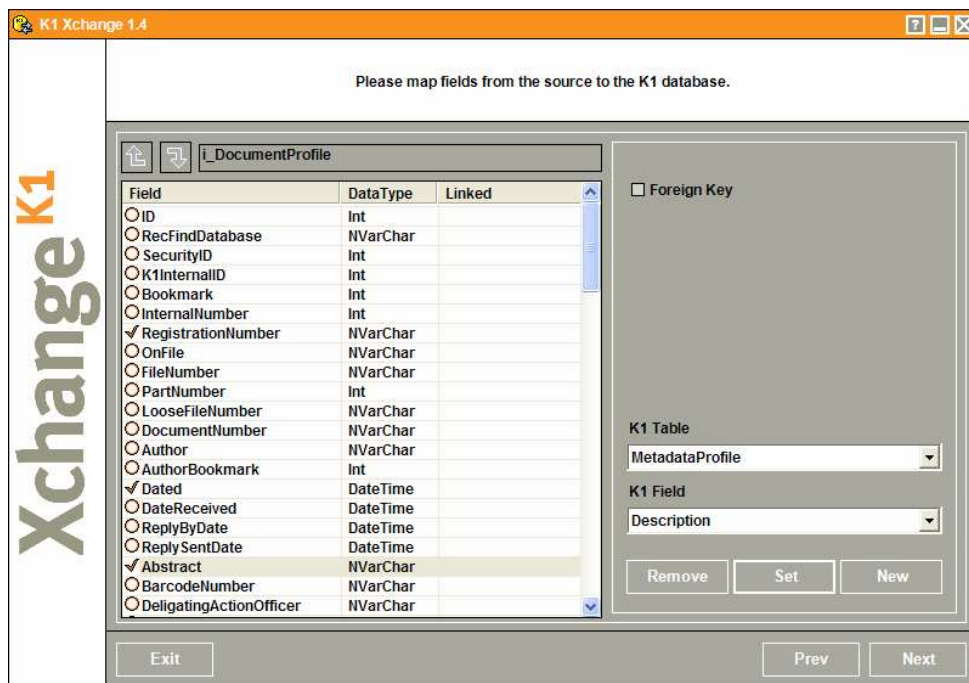 K1 Xchange 1.4
Please map fields from the source to the K1 database.
Xchange K1
i_DocumentProfile
Field DataType Linked
ID Int
RecFindDatabase NVarChar
SecurityID Int
K1InternalID Int
Bookmark Int
InternalNumber Int
RegistrationNumber NVarChar
OnFile NVarChar
FileNumber NVarChar
PartNumber Int
LooseFileNumber NVarChar
DocumentNumber NVarChar
Author NVarChar
AuthorBookmark Int
Dated DateTime
DateReceived DateTime
ReplyByDate DateTime
ReplySentDate DateTime
Abstract NVarChar
BarcodeNumber NVarChar
DeligatingActionOfficer NVarChar
Foreign Key
K1 Table
MetadataProfile
K1 Field
Description
Remove Set New
Exit Prev Next